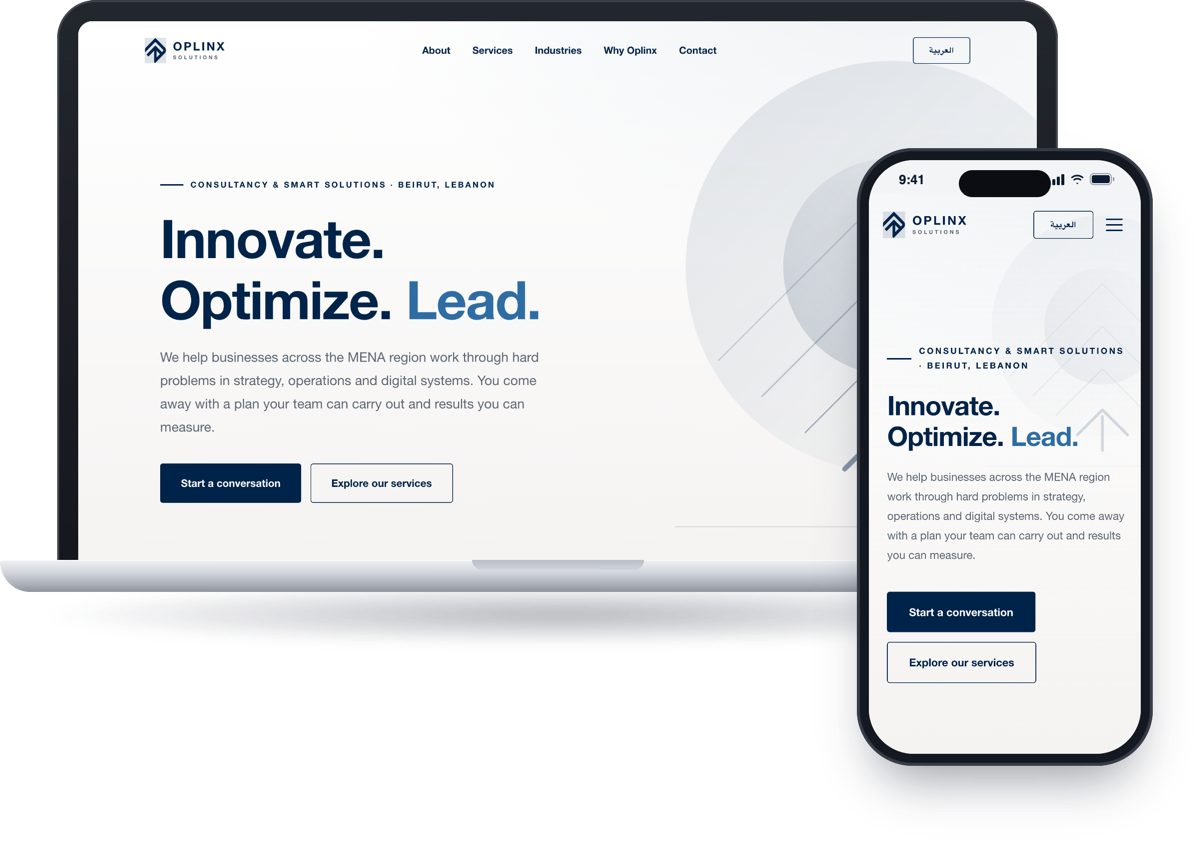 OPLINX
SOLUTIONS
About Services Industries Why Oplinx Contact
العربية
CONSULTANCY & SMART SOLUTIONS · BEIRUT, LEBANON
Innovate.
Optimize. Lead.
We help businesses across the MENA region work through hard
problems in strategy, operations and digital systems. You come
away with a plan your team can carry out and results you can
measure.
Start a conversation Explore our services
9:41
OPLINX
SOLUTIONS
العربية
CONSULTANCY & SMART SOLUTIONS
· BEIRUT, LEBANON
Innovate.
Optimize. Lead.
We help businesses across the MENA region
work through hard problems in strategy,
operations and digital systems. You come away
with a plan your team can carry out and results
you can measure.
Start a conversation
Explore our services